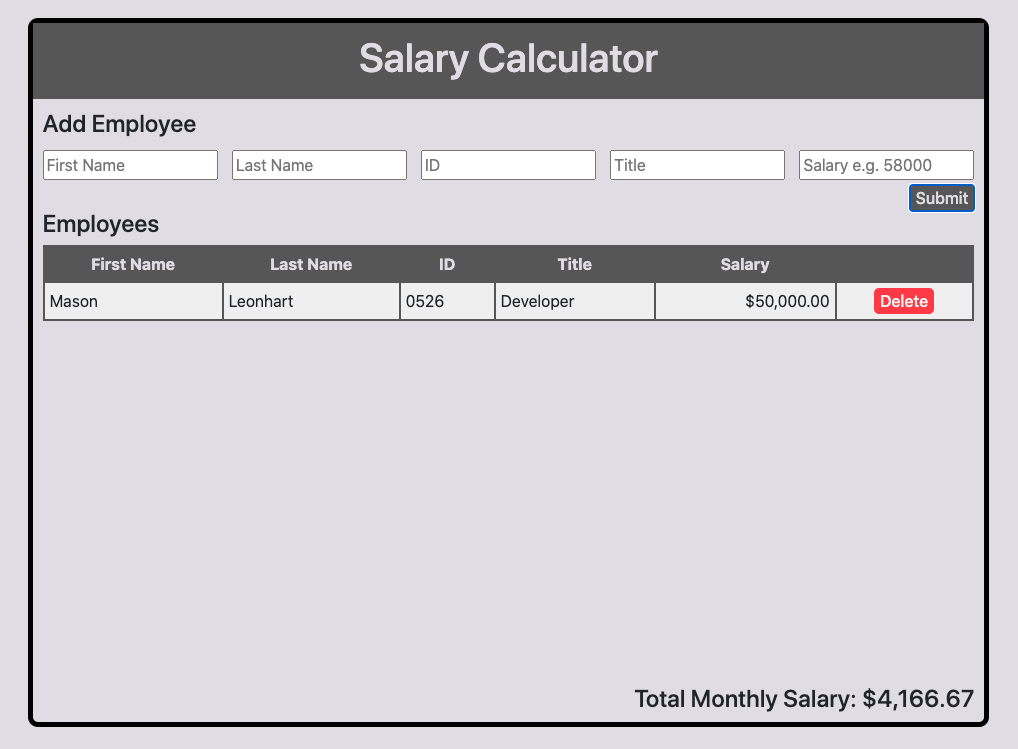 Salary Calculator
Add Employee
First Name Last Name ID Title Salary e.g. 58000
Submit
Employees
First Name Last Name ID Title Salary
Mason Leonhart 0526 Developer $50,000.00 Delete
Total Monthly Salary: $4,166.67